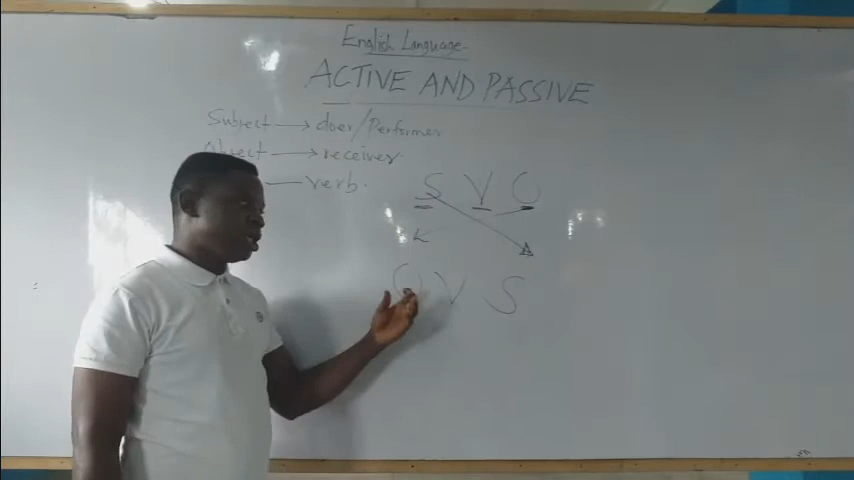 English Language
ACTIVE AND PASSIVE
Subject → doer/Performer
Object → receiver.
verb.
S V O
O V S